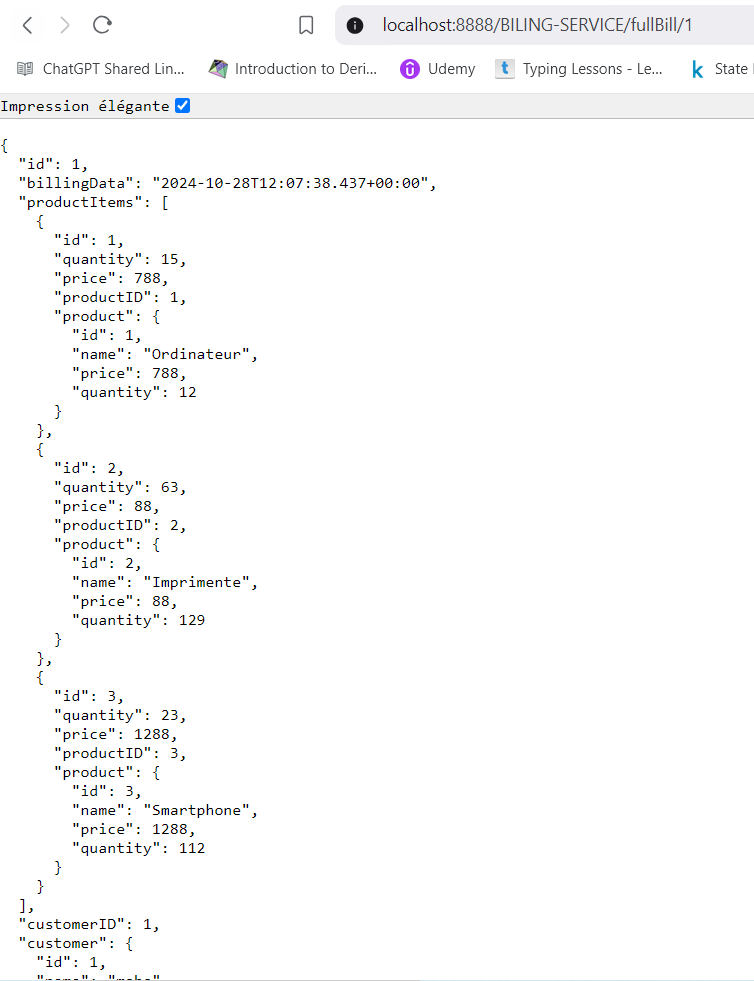 localhost:8888/BILING-SERVICE/fullBill/1
ChatGPT Shared Lin... Introduction to Deri... Udemy Typing Lessons - Le... State
Impression élégante
{
  "id": 1,
  "billingData": "2024-10-28T12:07:38.437+00:00",
  "productItems": [
    {
      "id": 1,
      "quantity": 15,
      "price": 788,
      "productID": 1,
      "product": {
        "id": 1,
        "name": "Ordinateur",
        "price": 788,
        "quantity": 12
      }
    },
    {
      "id": 2,
      "quantity": 63,
      "price": 88,
      "productID": 2,
      "product": {
        "id": 2,
        "name": "Imprimente",
        "price": 88,
        "quantity": 129
      }
    },
    {
      "id": 3,
      "quantity": 23,
      "price": 1288,
      "productID": 3,
      "product": {
        "id": 3,
        "name": "Smartphone",
        "price": 1288,
        "quantity": 112
      }
    }
  ],
  "customerID": 1,
  "customer": {
    "id": 1,